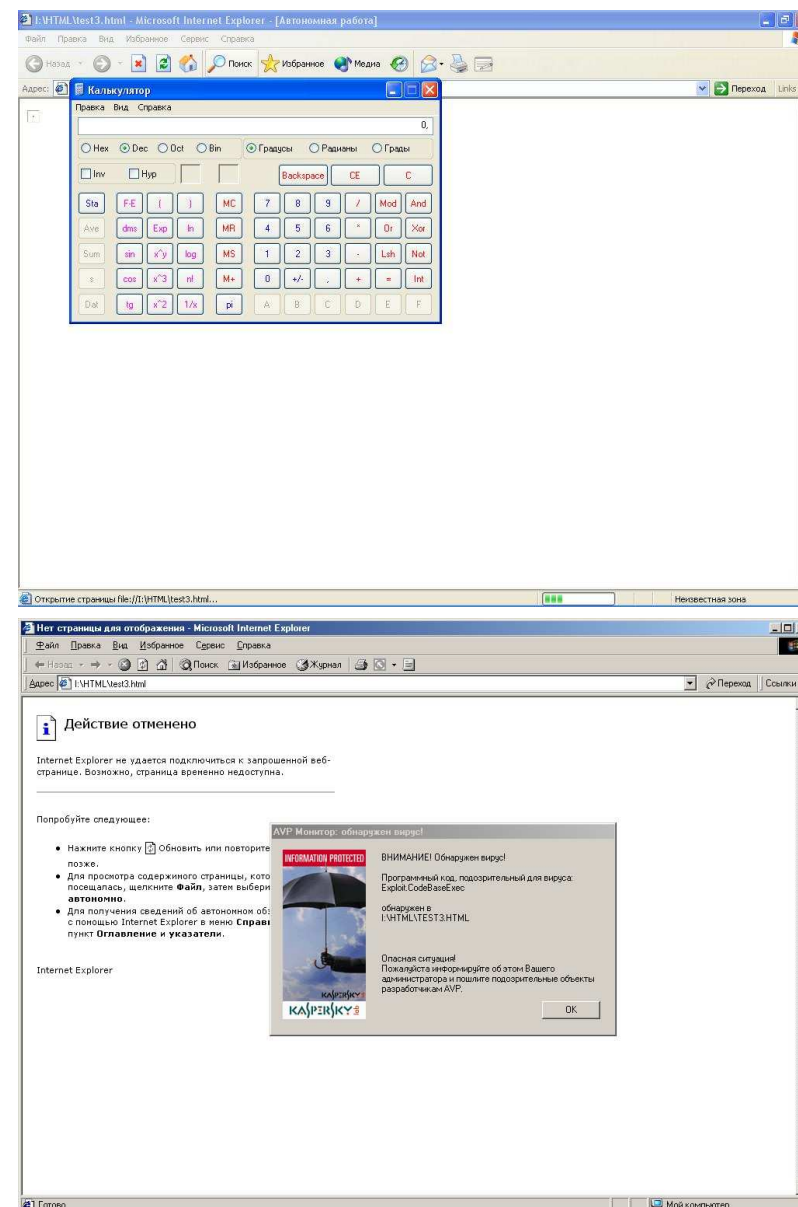 I:\HTML\test3.html - Microsoft Internet Explorer - [Автономная работа]
Файл Правка Вид Избранное Сервис Справка
Назад Поиск Избранное Медиа
Адрес: Переход Links
Калькулятор
Правка Вид Справка
0,
Hex Dec Oct Bin Градусы Радианы Грады
Inv Hyp Backspace CE C
Sta F-E ( ) MC 7 8 9 / Mod And
Ave dms Exp ln MR 4 5 6 * Or Xor
Sum sin x^y log MS 1 2 3 - Lsh Not
s cos x^3 n! M+ 0 +/- , + = Int
Dat tg x^2 1/x pi A B C D E F
Открытие страницы file://I:\HTML\test3.html... Неизвестная зона
Нет страницы для отображения - Microsoft Internet Explorer
Файл Правка Вид Избранное Сервис Справка
Назад Поиск Избранное Журнал
Адрес I:\HTML\test3.html Переход Ссылки
Действие отменено
Internet Explorer не удается подключиться к запрошенной веб-
странице. Возможно, страница временно недоступна.
Попробуйте следующее:
Нажмите кнопку Обновить или повторите
позже.
Для просмотра содержимого страницы, кото
посещалась, щелкните Файл, затем выбери
автономно.
Для получения сведений об автономном об
с помощью Internet Explorer в меню Справ
пункт Оглавление и указатели.
Internet Explorer
AVP Монитор: обнаружен вирус!
INFORMATION PROTECTED
KASPERSKY
KASPERSKY
ВНИМАНИЕ! Обнаружен вирус!
Программный код, подозрительный для вируса:
Exploit.CodeBaseExec
обнаружен в
I:\HTML\TEST3.HTML
Опасная ситуация!
Пожалуйста информируйте об этом Вашего
администратора и пошлите подозрительные объекты
разработчикам AVP.
OK
Готово Мой компьютер